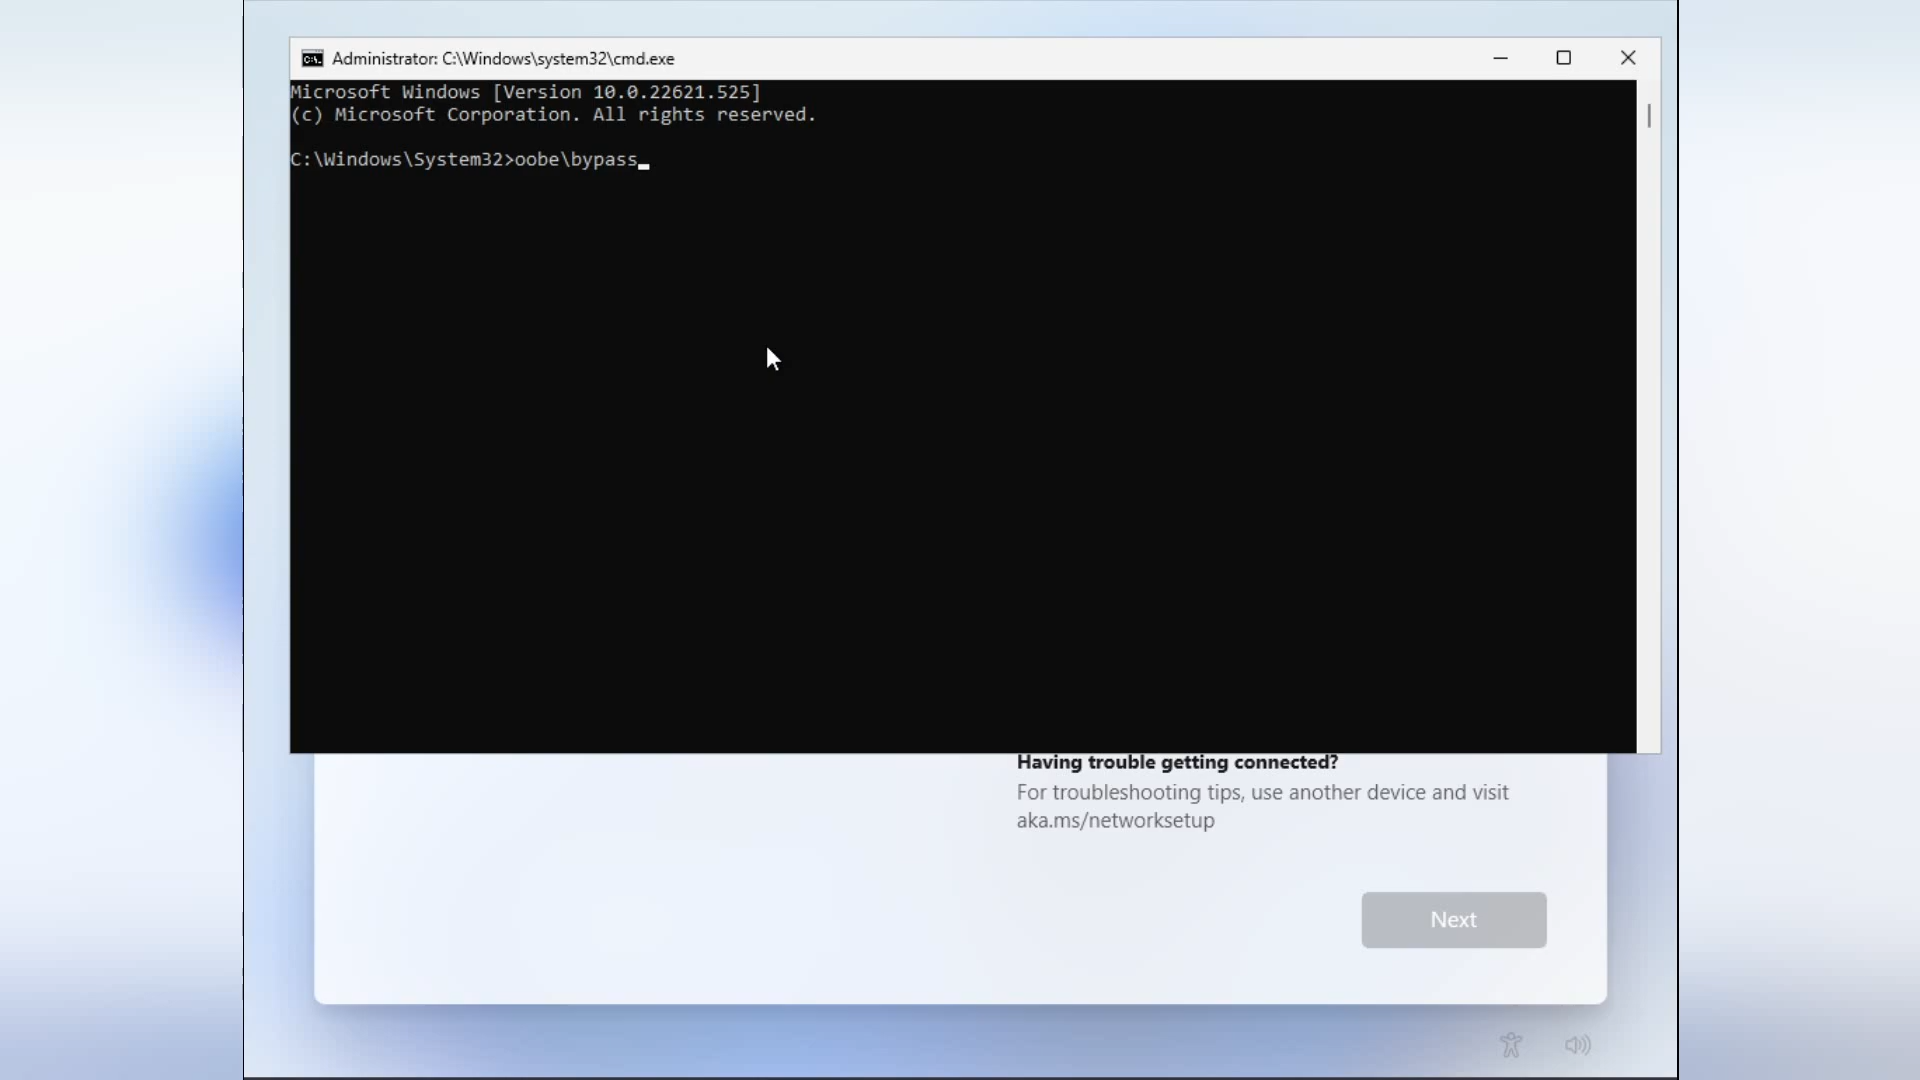 Administrator: C:\Windows\system32\cmd.exe
Microsoft Windows [Version 10.0.22621.525]
(c) Microsoft Corporation. All rights reserved.
C:\Windows\System32>oobe\bypass
Having trouble getting connected?
For troubleshooting tips, use another device and visit
aka.ms/networksetup
Next